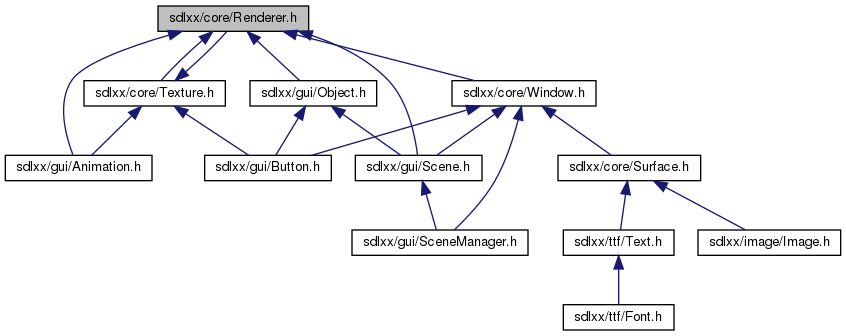 sdlxx/core/Renderer.h
sdlxx/core/Texture.h
sdlxx/gui/Object.h
sdlxx/core/Window.h
sdlxx/gui/Animation.h
sdlxx/gui/Button.h
sdlxx/gui/Scene.h
sdlxx/core/Surface.h
sdlxx/gui/SceneManager.h
sdlxx/ttf/Text.h
sdlxx/image/Image.h
sdlxx/ttf/Font.h